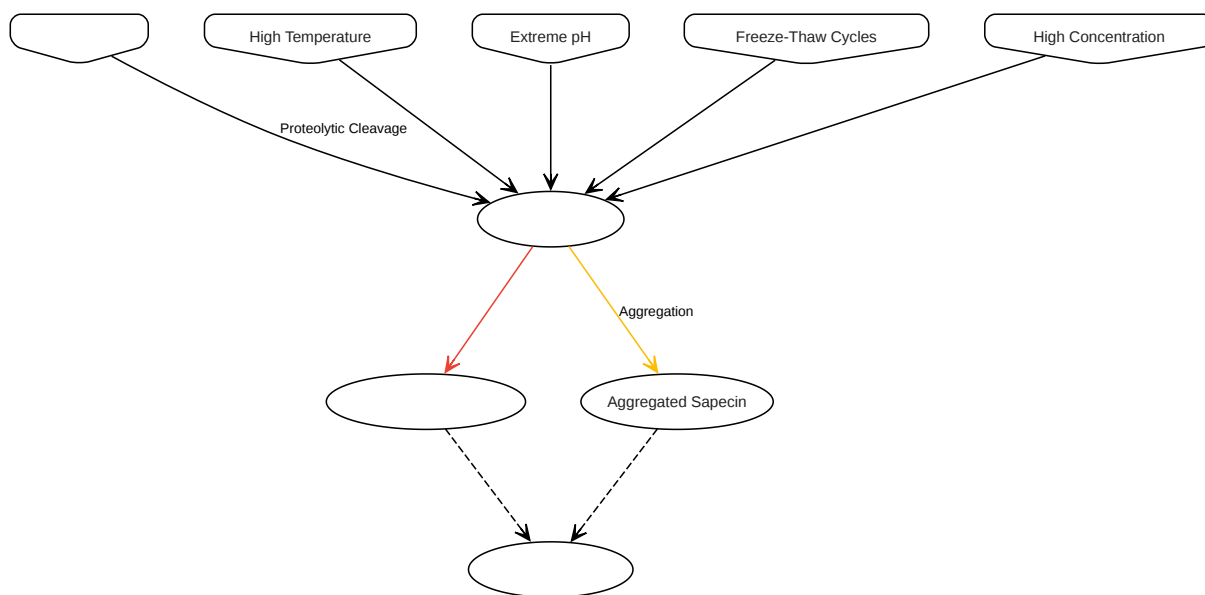 High Temperature
Extreme pH
Freeze-Thaw Cycles
High Concentration
Proteolytic Cleavage
Aggregation
Aggregated Sapecin